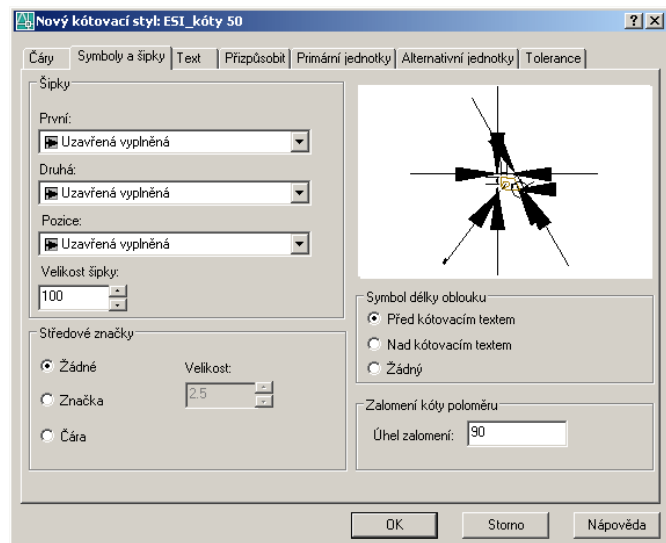 Nový kótovací styl: ESI_kóty 50
Čáry Symboly a šipky Text Přizpůsobit Primární jednotky Alternativní jednotky Tolerance
Šipky
První:
Uzavřená vyplněná
Druhá:
Uzavřená vyplněná
Pozice:
Uzavřená vyplněná
Velikost šipky:
100
Středové značky
Žádné
Velikost:
2.5
Značka
Čára
Symbol délky oblouku
Před kótovacím textem
Nad kótovacím textem
Žádný
Zalomení kóty poloměru
Úhel zalomení: 90
OK Storno Nápověda